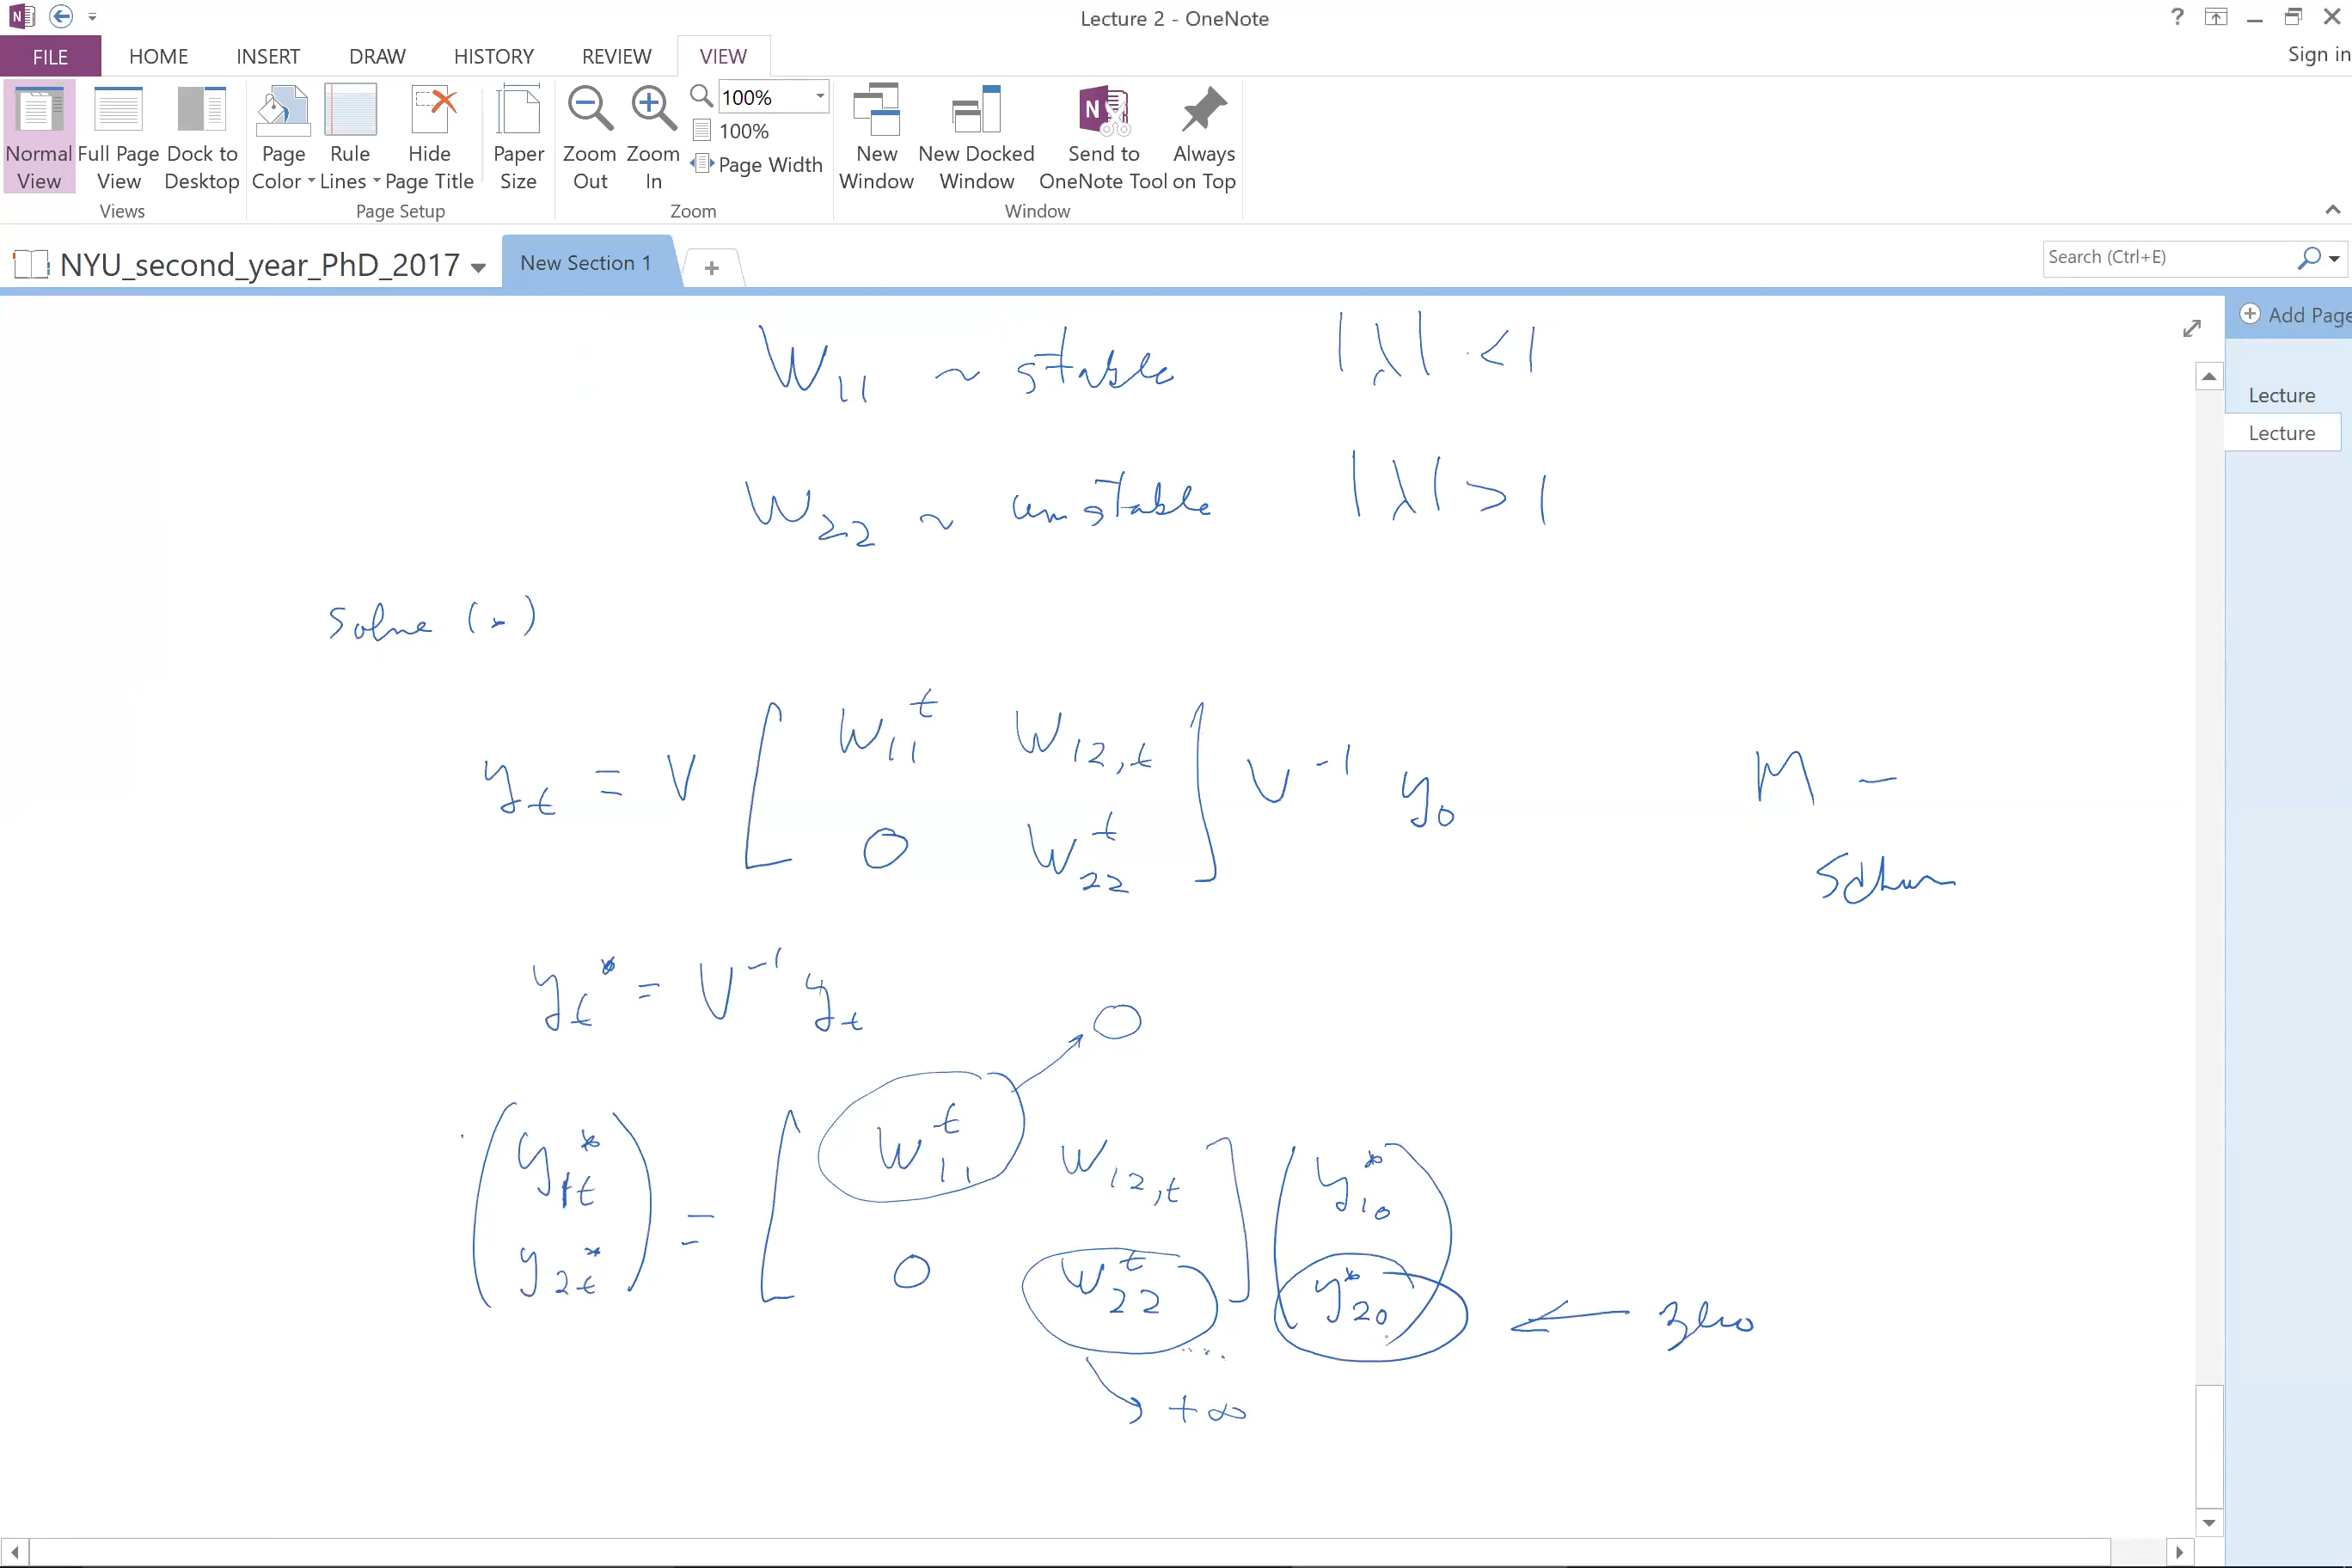 Lecture 2 - OneNote
? 
Sign in
FILE HOME INSERT DRAW HISTORY REVIEW VIEW
Normal View
Full Page View
Dock to Desktop
Views
Page Color
Rule Lines
Hide Page Title
Paper Size
Page Setup
Zoom Out
Zoom In
100%
100%
Page Width
Zoom
New Window
New Docked Window
Send to OneNote Tool
Always on Top
Window
NYU_second_year_PhD_2017
New Section 1
+
Search (Ctrl+E)
Add Page
Lecture
Lecture
W₁₁ ~ stable |λ| < 1
W₂₂ ~ unstable |λ| > 1
Solve (*)
y_t = V [ W₁₁^t W₁₂,t ; 0 W₂₂^t ] V⁻¹ y₀
M –
Schur
y_t* = V⁻¹ y_t
0
( y₁t* ; y₂t* ) = [ W₁₁^t W₁₂,t ; 0 W₂₂^t ] ( y₁₀* ; y₂₀* ) ← zero
+∞